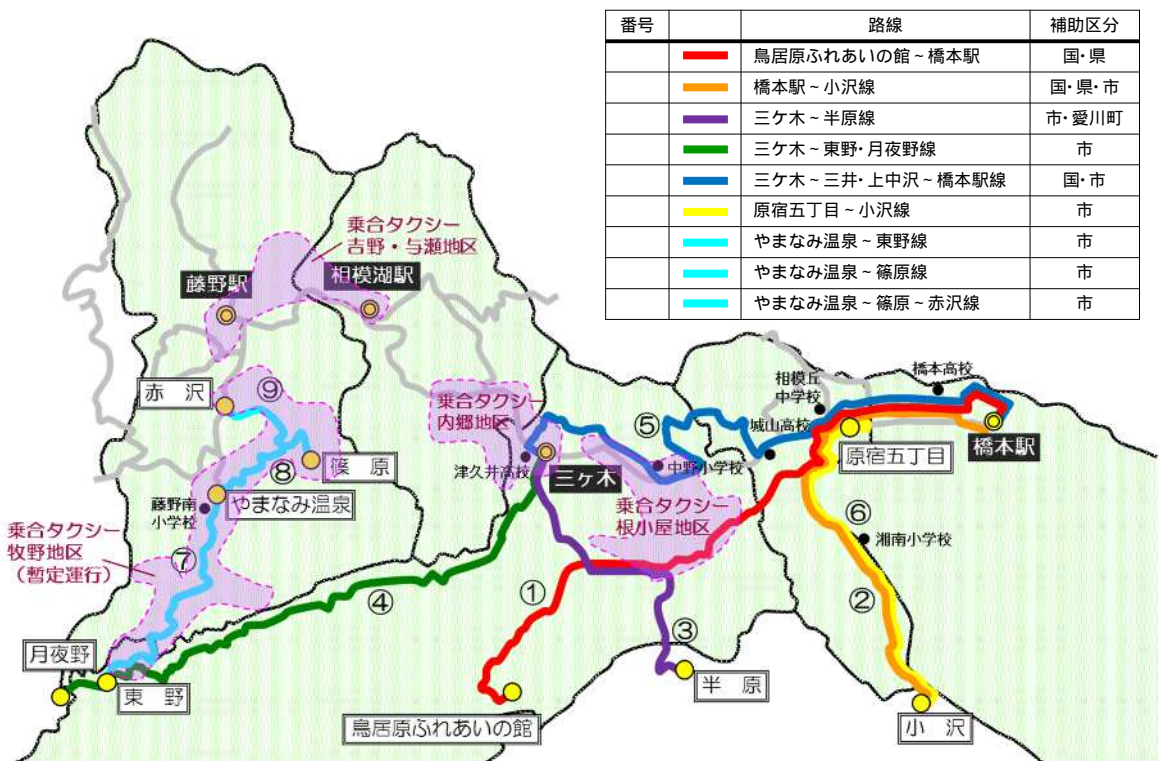 番号 路線 補助区分
鳥居原ふれあいの館~橋本駅 国・県
橋本駅~小沢線 国・県・市
三ケ木~半原線 市・愛川町
三ケ木~東野・月夜野線 市
三ケ木~三井・上中沢~橋本駅線 国・市
原宿五丁目~小沢線 市
やまなみ温泉~東野線 市
やまなみ温泉~篠原線 市
やまなみ温泉~篠原~赤沢線 市
乗合タクシー
吉野・与瀬地区
藤野駅
相模湖駅
赤 沢
⑨
⑧
篠 原
藤野南
小学校
やまなみ温泉
乗合タクシー
牧野地区
(暫定運行)
⑦
月夜野
東 野
④
乗合タクシー
内郷地区
津久井高校
三ヶ木
⑤
中野小学校
乗合タクシー
根小屋地区
①
③
鳥居原ふれあいの館
半 原
相模丘
中学校
橋本高校
城山高校
原宿五丁目
橋本駅
⑥
湘南小学校
②
小 沢